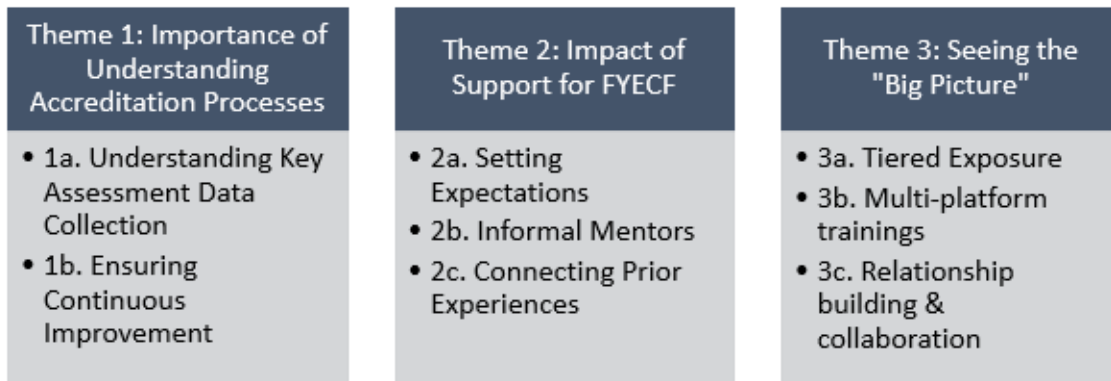 Theme 1: Importance of
Understanding
Accreditation Processes
• 1a. Understanding Key
Assessment Data
Collection
• 1b. Ensuring
Continuous
Improvement
Theme 2: Impact of
Support for FYECF
• 2a. Setting
Expectations
• 2b. Informal Mentors
• 2c. Connecting Prior
Experiences
Theme 3: Seeing the
"Big Picture"
• 3a. Tiered Exposure
• 3b. Multi-platform
trainings
• 3c. Relationship
building &
collaboration